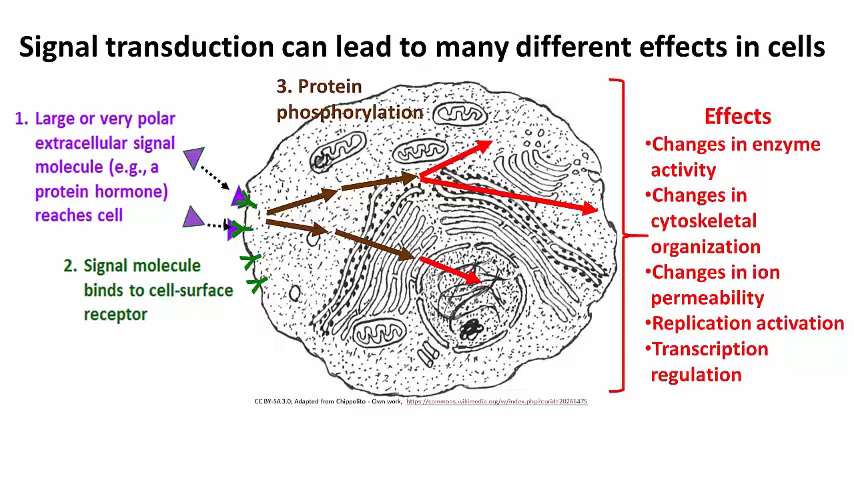 Signal transduction can lead to many different effects in cells
1. Large or very polar
extracellular signal
molecule (e.g., a
protein hormone)
reaches cell
2. Signal molecule
binds to cell-surface
receptor
3. Protein
phosphorylation
Effects
•Changes in enzyme
activity
•Changes in
cytoskeletal
organization
•Changes in ion
permeability
•Replication activation
•Transcription
regulation
CC BY-SA 3.0; Adapted from Chippolito - Own work, https://commons.wikimedia.org/w/index.php?curid=20266475